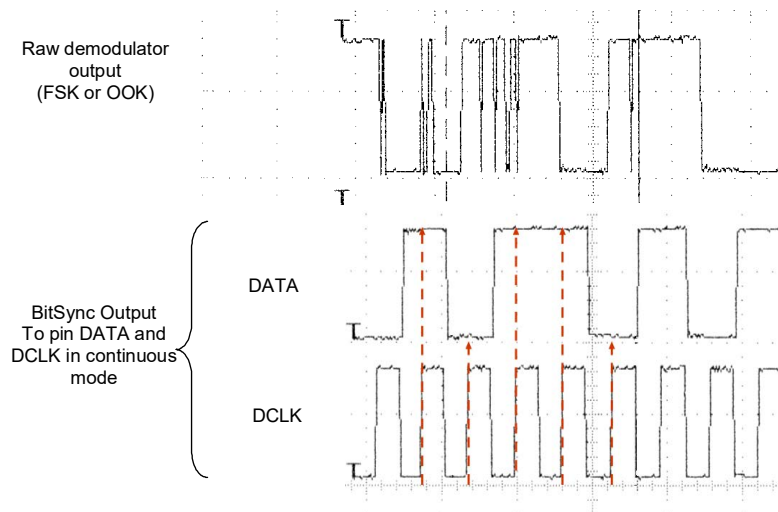 Raw demodulator
output
(FSK or OOK)
BitSync Output
To pin DATA and
DCLK in continuous
mode
DATA
DCLK